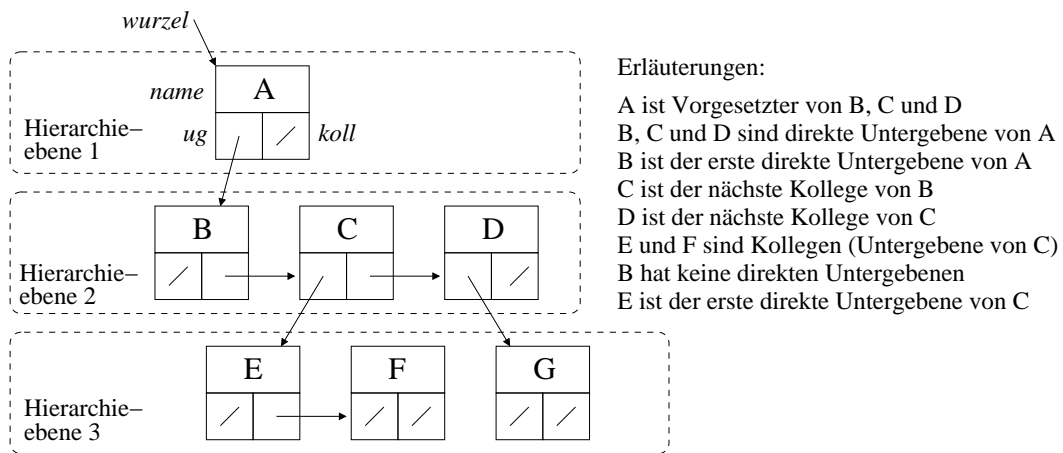 wurzel
name
A
Hierarchie–
ebene 1
ug
koll
B
C
D
Hierarchie–
ebene 2
E
F
G
Hierarchie–
ebene 3
Erläuterungen:
A ist Vorgesetzter von B, C und D
B, C und D sind direkte Untergebene von A
B ist der erste direkte Untergebene von A
C ist der nächste Kollege von B
D ist der nächste Kollege von C
E und F sind Kollegen (Untergebene von C)
B hat keine direkten Untergebenen
E ist der erste direkte Untergebene von C